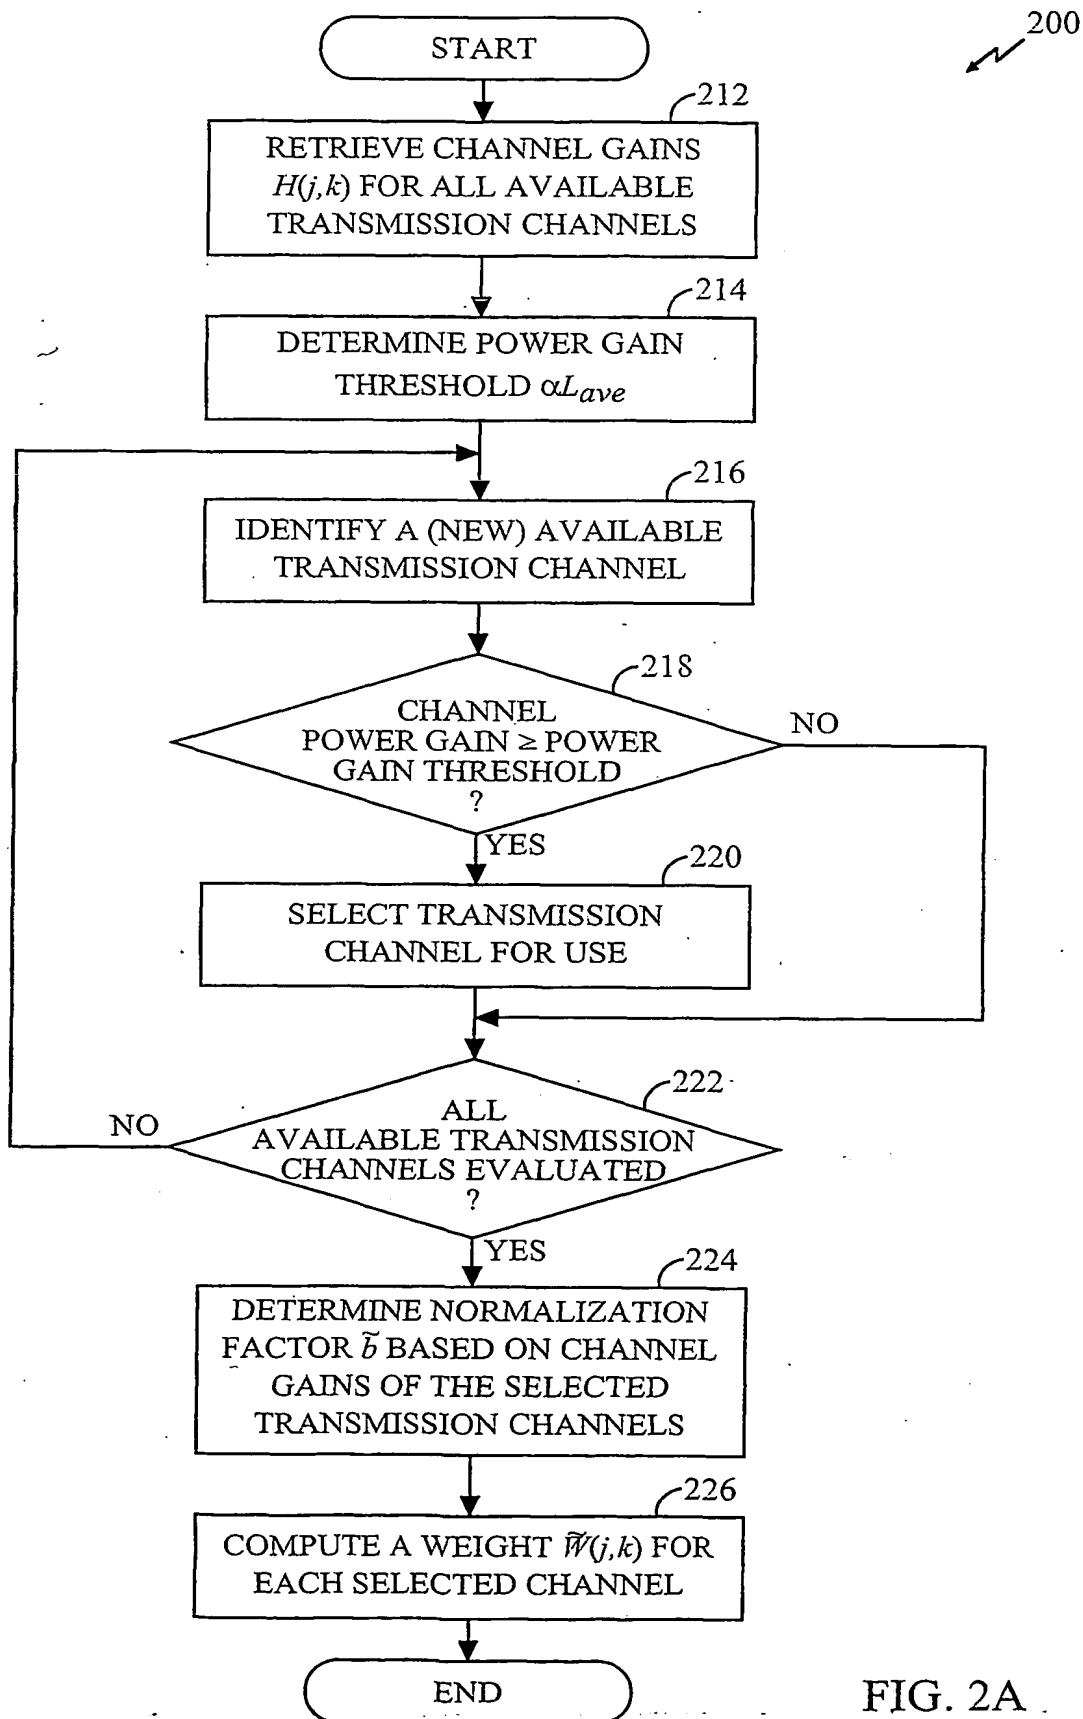 200
START
212
RETRIEVE CHANNEL GAINS
H(j,k) FOR ALL AVAILABLE
TRANSMISSION CHANNELS
214
DETERMINE POWER GAIN
THRESHOLD αLave
216
IDENTIFY A (NEW) AVAILABLE
TRANSMISSION CHANNEL
218
CHANNEL
POWER GAIN ≥ POWER
GAIN THRESHOLD
?
NO
YES
220
SELECT TRANSMISSION
CHANNEL FOR USE
222
ALL
AVAILABLE TRANSMISSION
CHANNELS EVALUATED
?
NO
YES
224
DETERMINE NORMALIZATION
FACTOR b̃ BASED ON CHANNEL
GAINS OF THE SELECTED
TRANSMISSION CHANNELS
226
COMPUTE A WEIGHT W̃(j,k) FOR
EACH SELECTED CHANNEL
END
FIG. 2A